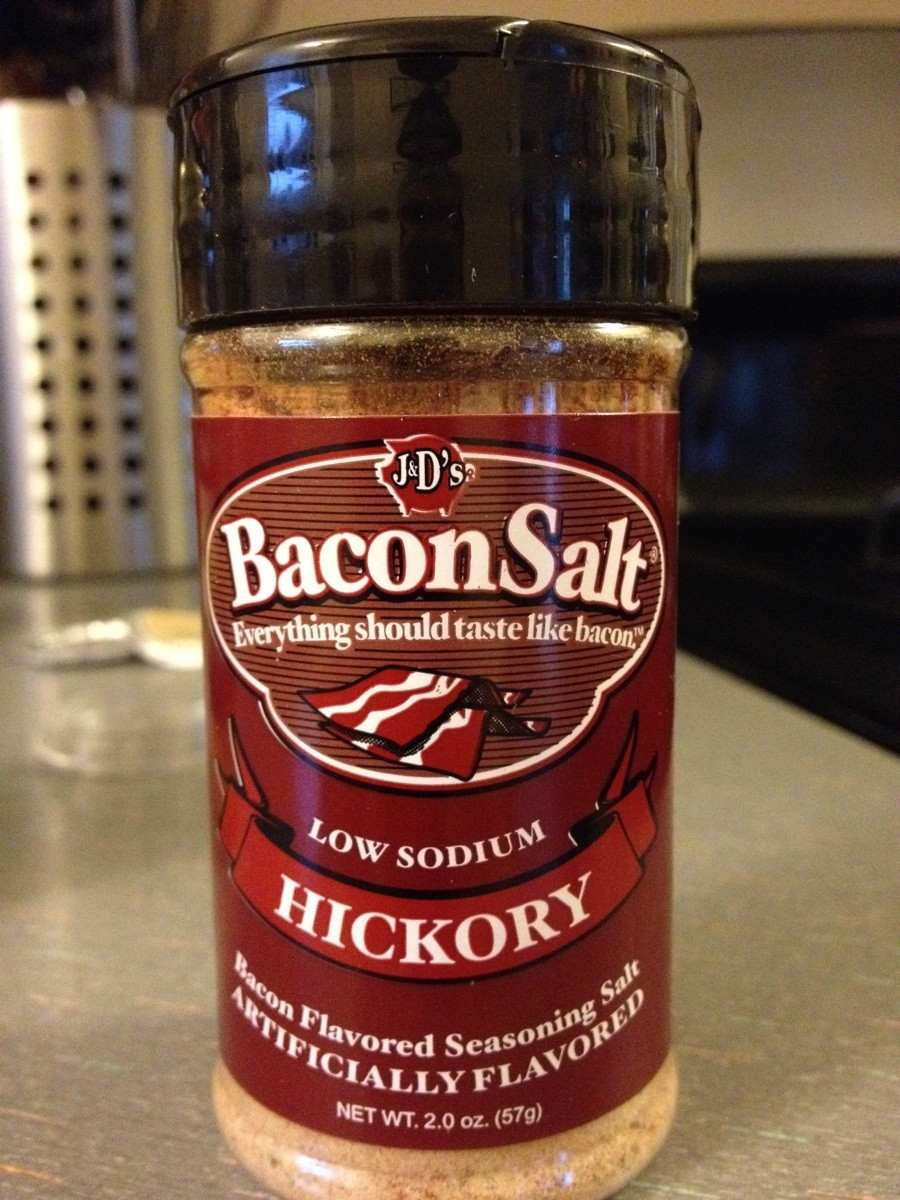 J&D's®
BaconSalt®
Everything should taste like bacon.™
LOW SODIUM
HICKORY
Bacon Flavored Seasoning Salt
ARTIFICIALLY FLAVORED
NET WT. 2.0 oz. (57g)